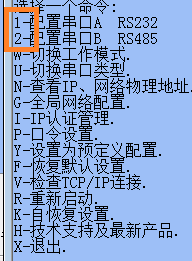 选择一个命令:
1-配置串口A  RS232
2-配置串口B  RS485
W-切换工作模式.
U-切换串口类型.
N-查看IP、网络物理地址.
G-全局网络配置.
I-IP认证管理.
P-口令设置.
Y-设置为预定义配置.
F-恢复默认设置.
V-检查TCP/IP连接.
R-重新启动.
K-自恢复设置.
H-技术支持及最新产品.
X-退出.